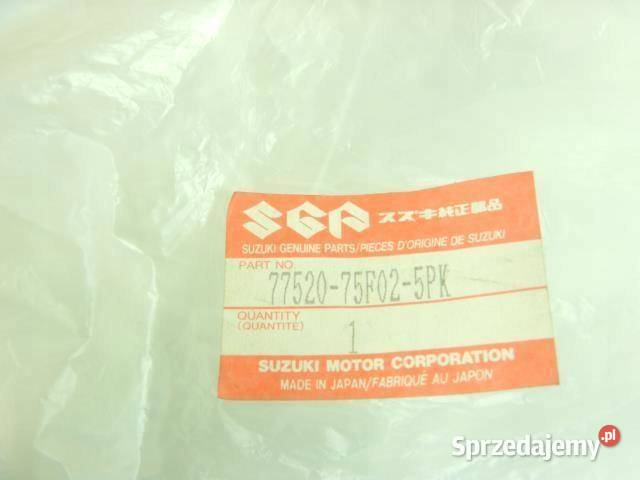 SGP スズキ純正部品
SUZUKI GENUINE PARTS/PIECES D'ORIGINE DE SUZUKI
PART NO.
77520-75F02-5PK
QUANTITY
(QUANTITÉ)
1
SUZUKI MOTOR CORPORATION
MADE IN JAPAN/FABRIQUÉ AU JAPON
Sprzedajemy.pl